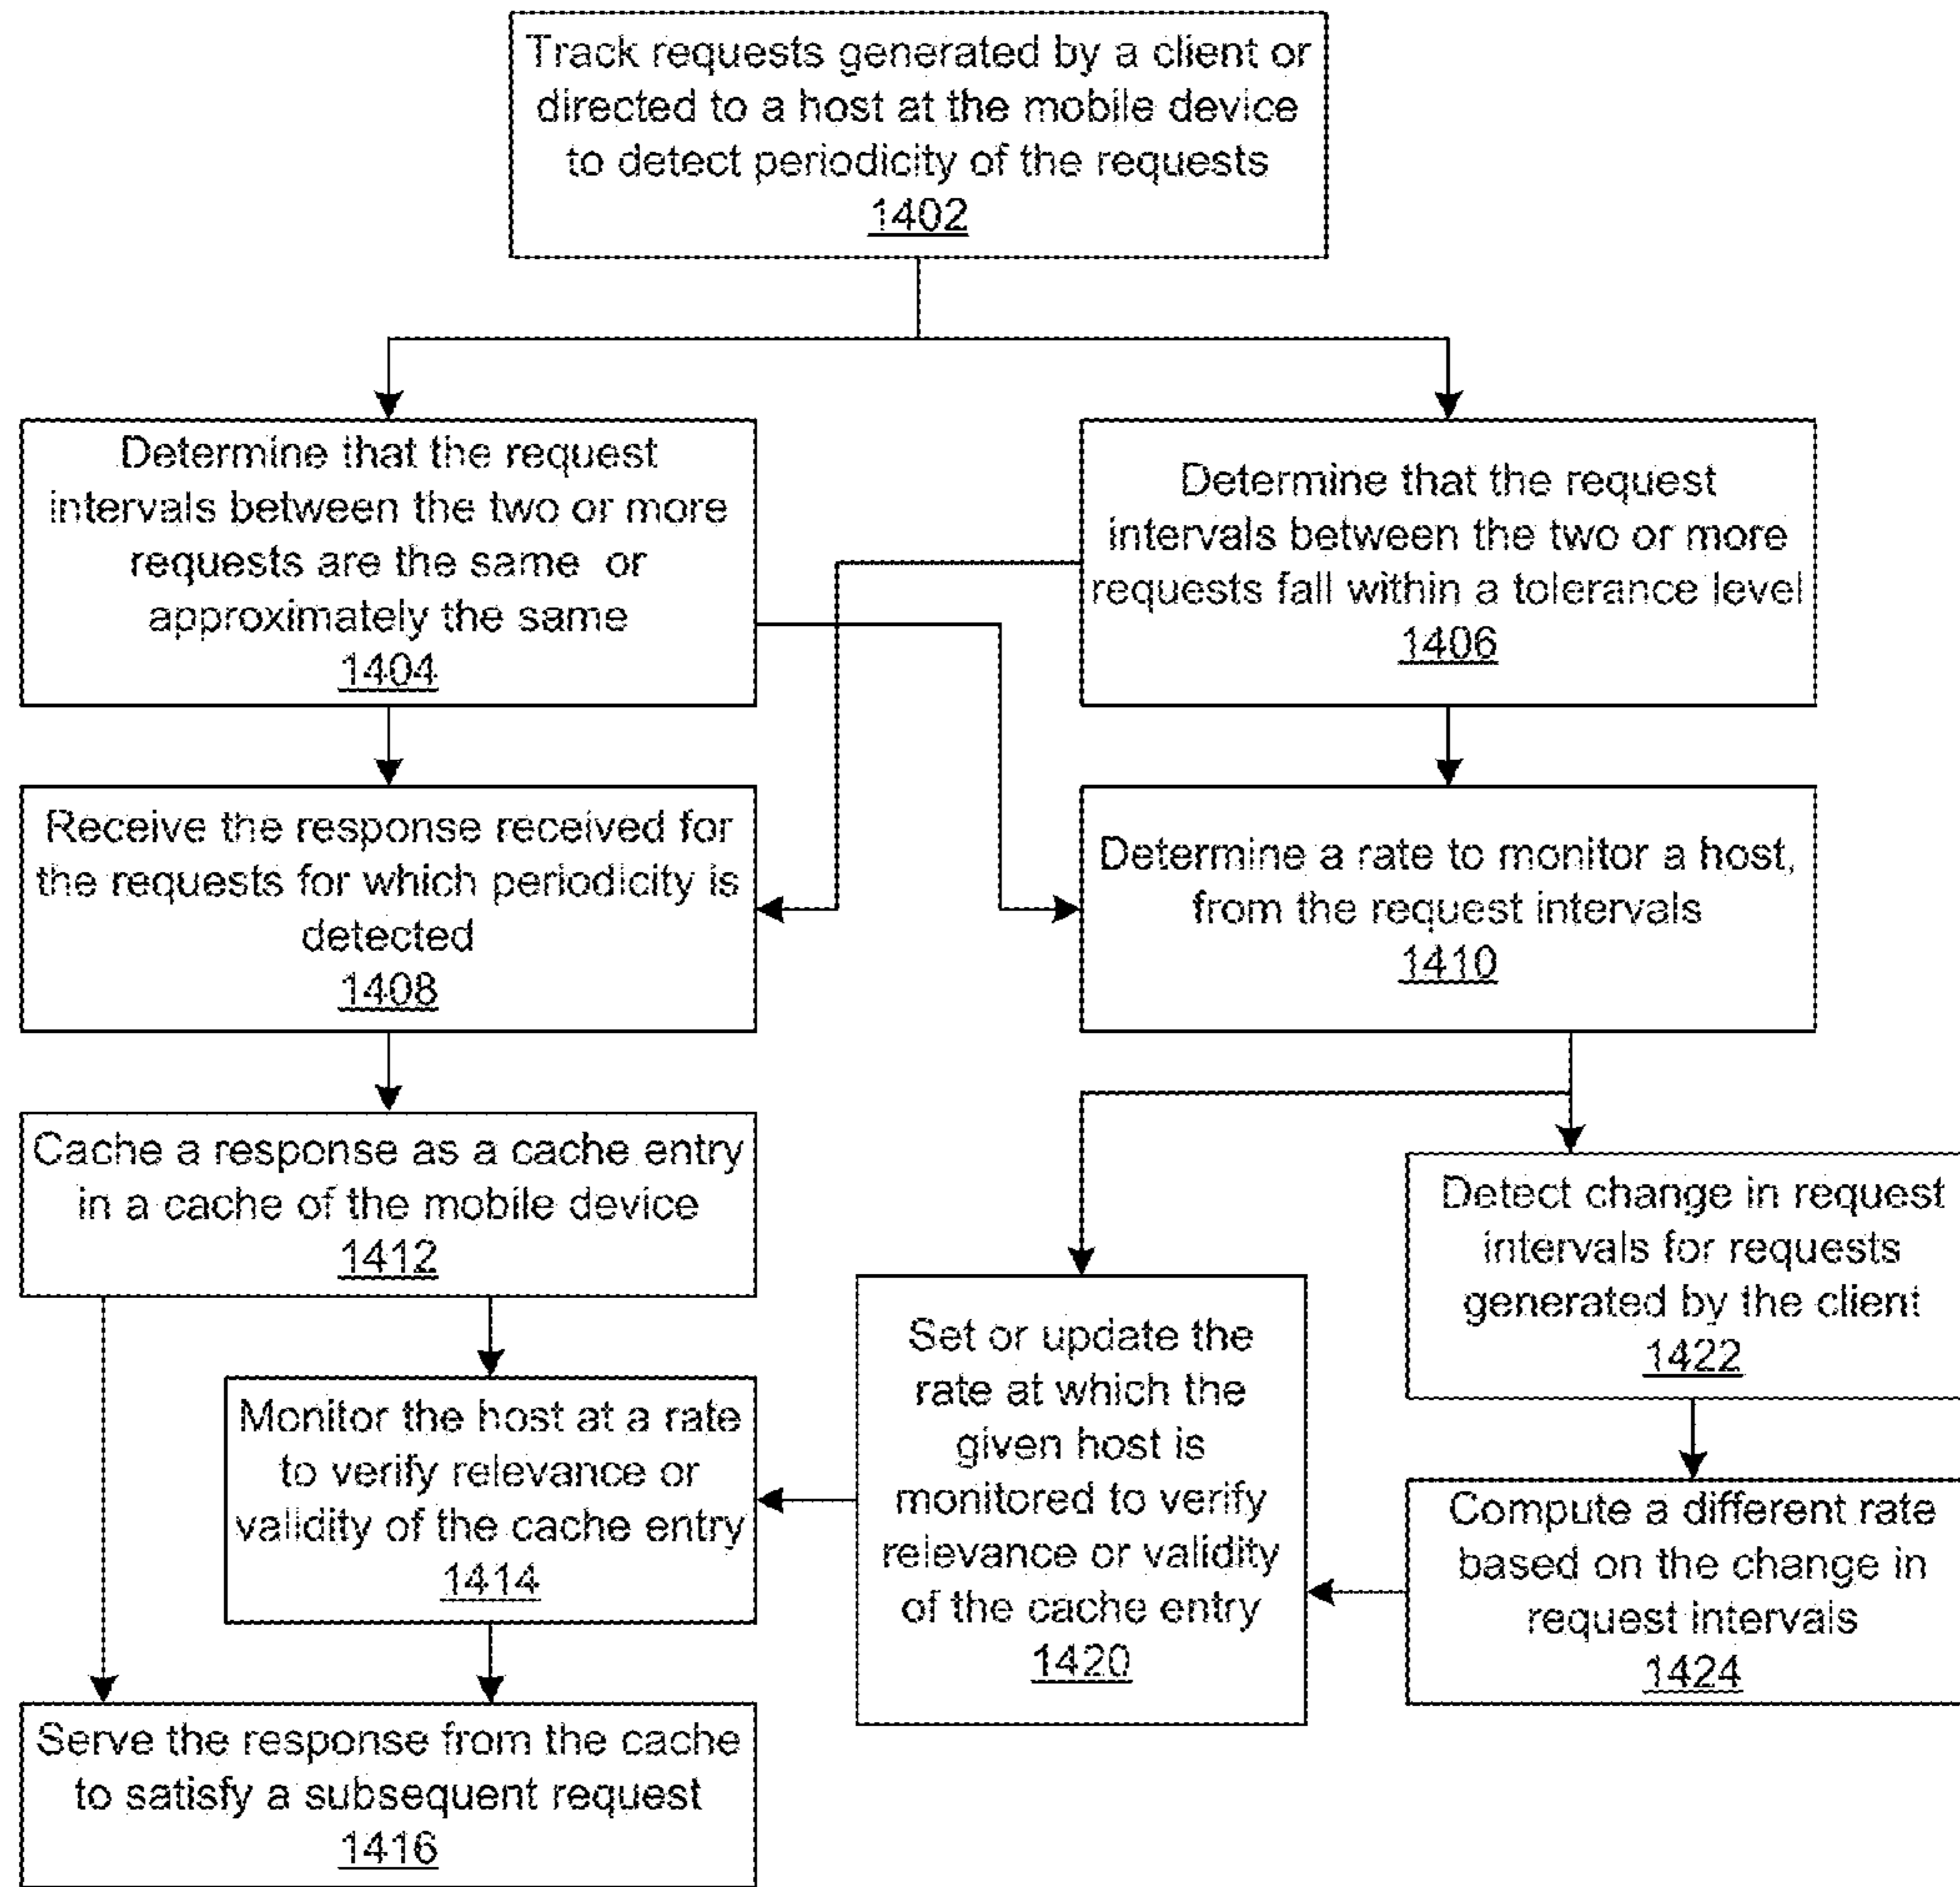 Track requests generated by a client or
directed to a host at the mobile device
to detect periodicity of the requests
1402
Determine that the request
intervals between the two or more
requests are the same or
approximately the same
1404
Determine that the request
intervals between the two or more
requests fall within a tolerance level
1406
Receive the response received for
the requests for which periodicity is
detected
1408
Determine a rate to monitor a host,
from the request intervals
1410
Cache a response as a cache entry
in a cache of the mobile device
1412
Detect change in request
intervals for requests
generated by the client
1422
Set or update the
rate at which the
given host is
monitored to verify
relevance or validity
of the cache entry
1420
Monitor the host at a rate
to verify relevance or
validity of the cache entry
1414
Compute a different rate
based on the change in
request intervals
1424
Serve the response from the cache
to satisfy a subsequent request
1416